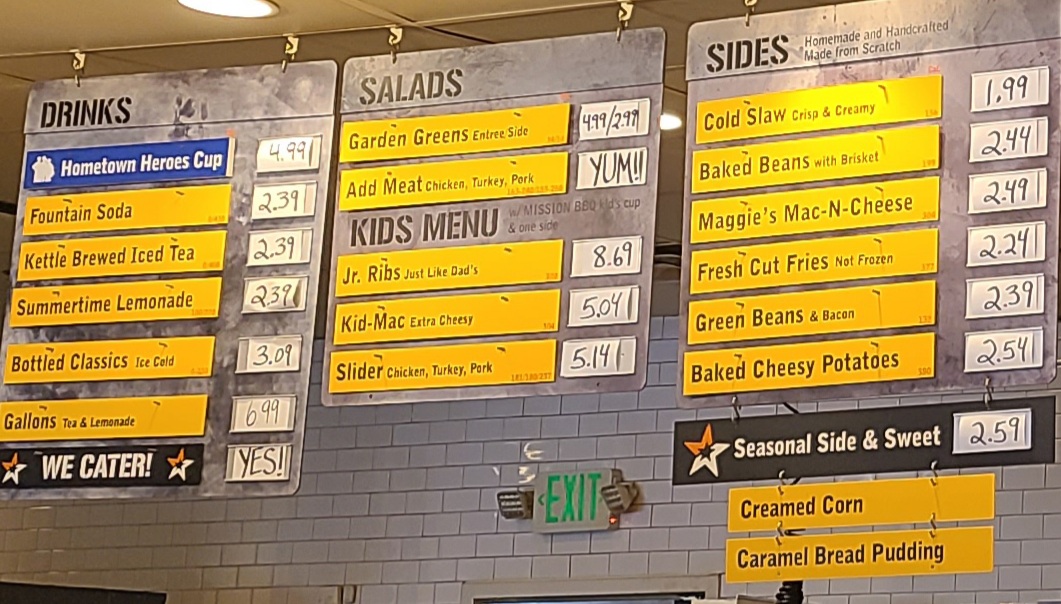 DRINKS
Hometown Heroes Cup 4.99
Fountain Soda 2.39
Kettle Brewed Iced Tea 2.39
Summertime Lemonade 2.39
Bottled Classics Ice Cold 3.09
Gallons Tea & Lemonade 6.99
WE CATER! YES!
SALADS
Garden Greens Entree Side 4.99/2.99
Add Meat Chicken, Turkey, Pork YUM!!
KIDS MENU w/ MISSION BBQ kid's cup
& one side
Jr. Ribs Just Like Dad's 8.69
Kid-Mac Extra Cheesy 5.04
Slider Chicken, Turkey, Pork 5.14
EXIT
SIDES Homemade and Handcrafted
Made from Scratch
Cold Slaw Crisp & Creamy 1.99
Baked Beans with Brisket 2.44
Maggie's Mac-N-Cheese 2.49
Fresh Cut Fries Not Frozen 2.24
Green Beans & Bacon 2.39
Baked Cheesy Potatoes 2.54
Seasonal Side & Sweet 2.59
Creamed Corn
Caramel Bread Pudding